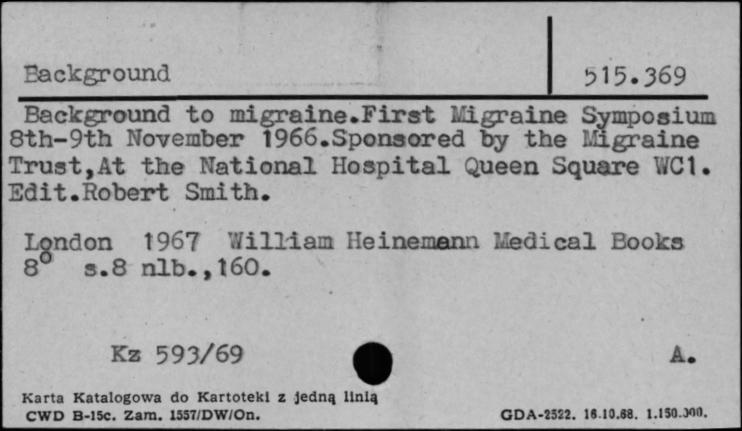 Background 515.369
Background to migraine.First Migraine Symposium
8th-9th November 1966.Sponsored by the Migraine
Trust,At the National Hospital Queen Square WC1.
Edit.Robert Smith.
London 1967 William Heinemann Medical Books
8° s.8 nlb.,160.
Kz 593/69 A.
Karta Katalogowa do Kartoteki z jedną linią
CWD B-15c. Zam. 1557/DW/On. GDA-2522. 16.10.68. 1.150.000.